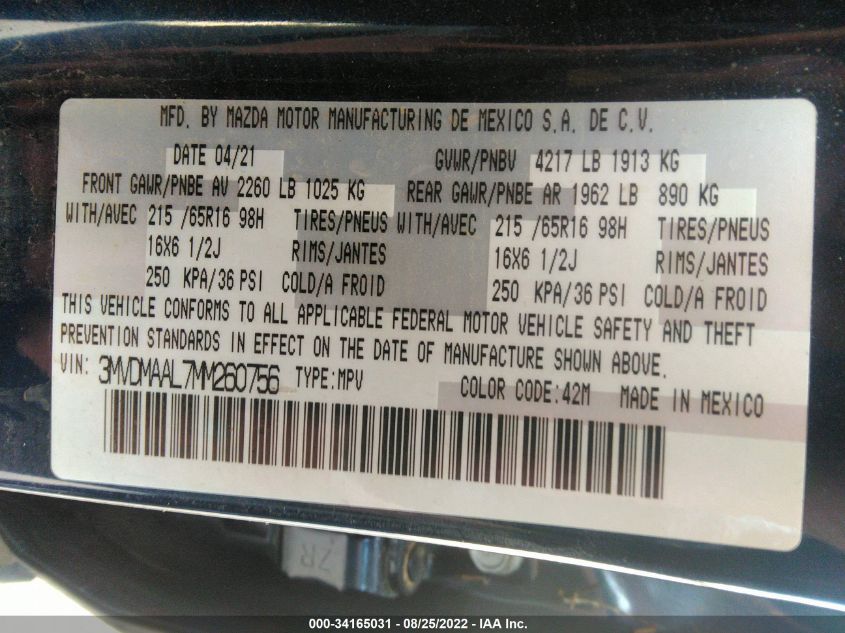 MFD. BY MAZDA MOTOR MANUFACTURING DE MEXICO S.A. DE C.V.
DATE 04/21 GVWR/PNBV 4217 LB 1913 KG
FRONT GAWR/PNBE AV 2260 LB 1025 KG REAR GAWR/PNBE AR 1962 LB 890 KG
WITH/AVEC 215 /65R16 98H TIRES/PNEUS WITH/AVEC 215 /65R16 98H TIRES/PNEUS
16X6 1/2J RIMS/JANTES 16X6 1/2J RIMS/JANTES
250 KPA/36 PSI COLD/A FROID 250 KPA/36 PSI COLD/A FROID
THIS VEHICLE CONFORMS TO ALL APPLICABLE FEDERAL MOTOR VEHICLE SAFETY AND THEFT
PREVENTION STANDARDS IN EFFECT ON THE DATE OF MANUFACTURE SHOWN ABOVE.
VIN: 3MVDMAAL7MM260756 TYPE:MPV COLOR CODE:42M MADE IN MEXICO
ZR
000-34165031 - 08/25/2022 - IAA Inc.